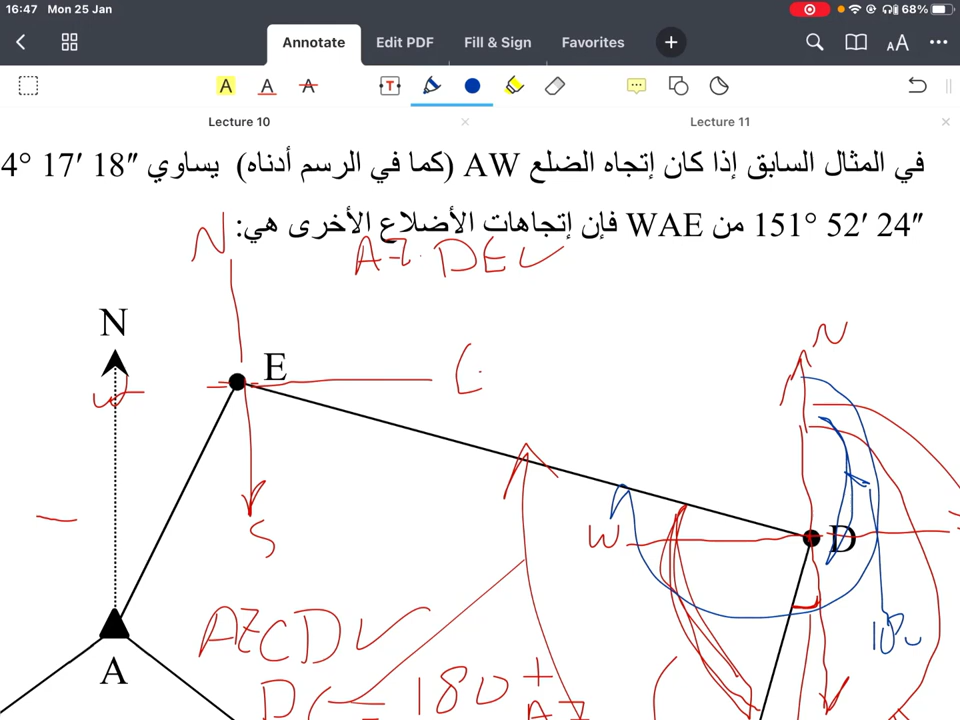 16:47 Mon 25 Jan 68%
Annotate Edit PDF Fill & Sign Favorites
Lecture 10 Lecture 11
في المثال السابق إذا كان إتجاه الضلع AW (كما في الرسم أدناه) يساوي 4° 17′ 18″
151° 52′ 24″ من WAE فإن إتجاهات الأضلاع الأخرى هي:
N
AZ. DE
N
N
E
E
W
D
S
AZCD
A
180 +
AZ